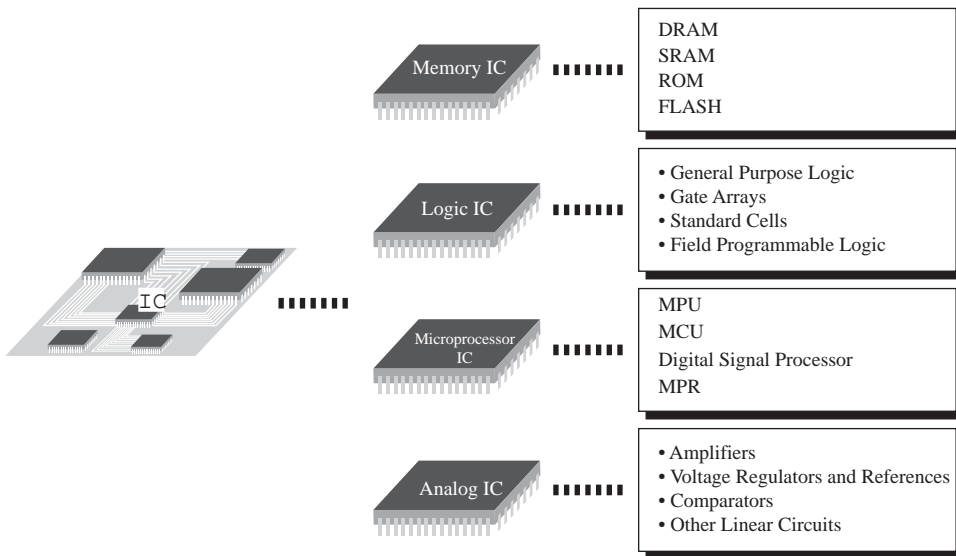 Memory IC
DRAM
SRAM
ROM
FLASH
Logic IC
• General Purpose Logic
• Gate Arrays
• Standard Cells
• Field Programmable Logic
IC
Microprocessor
IC
MPU
MCU
Digital Signal Processor
MPR
Analog IC
• Amplifiers
• Voltage Regulators and References
• Comparators
• Other Linear Circuits